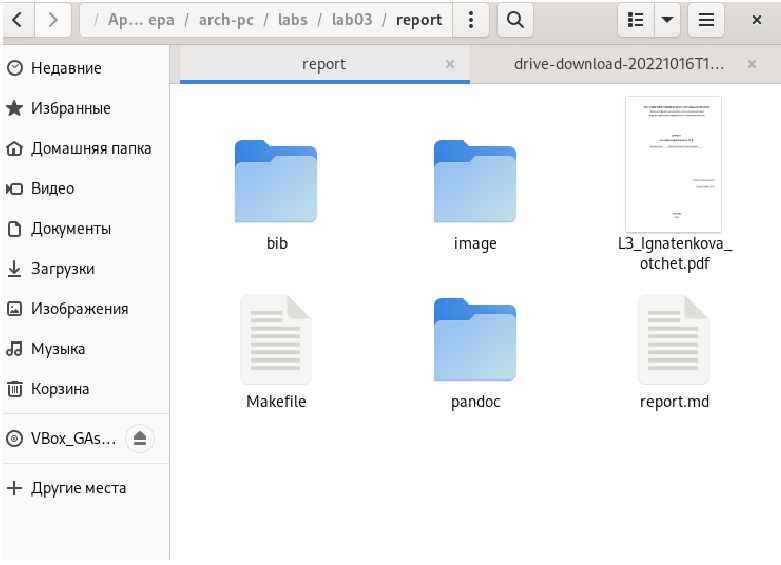 / Ap... ера / arch-pc / labs / lab03 / report
report
drive-download-20221016T1...
Недавние
Избранные
Домашняя папка
Видео
Документы
Загрузки
Изображения
Музыка
Корзина
VBox_GAs...
Другие места
bib
image
L3_Ignatenkova_
otchet.pdf
Makefile
pandoc
report.md